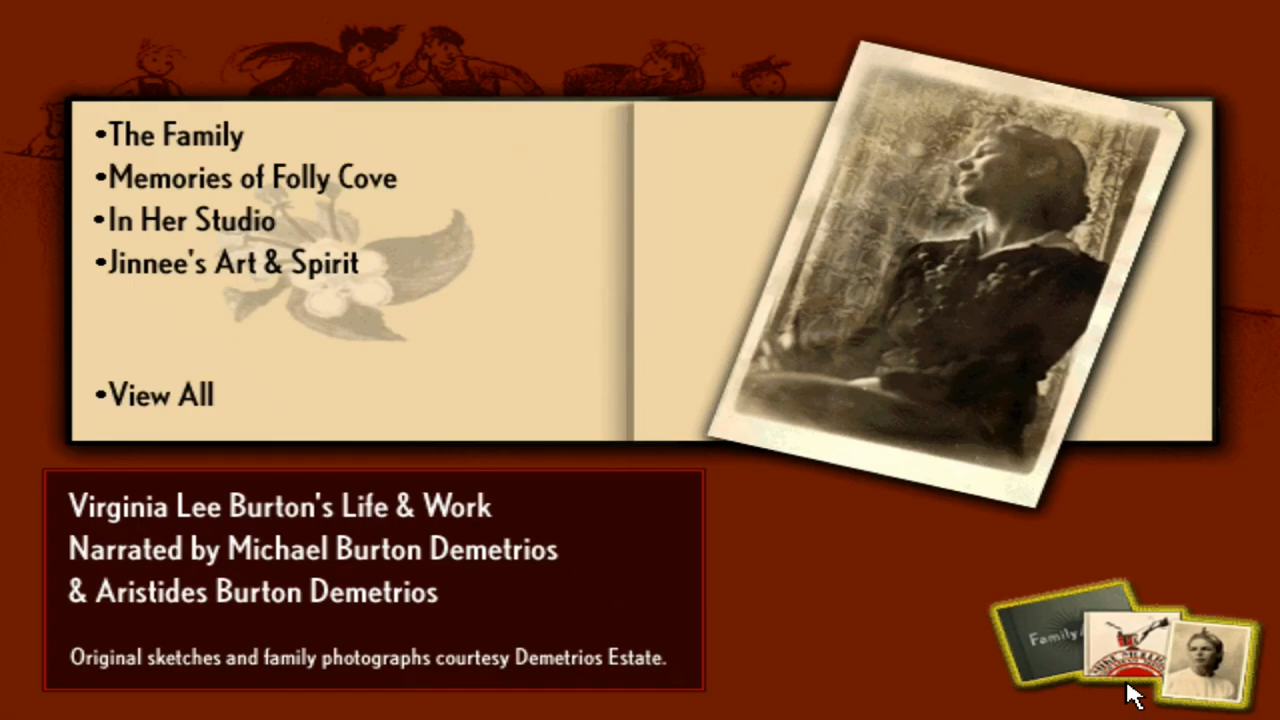 •The Family
•Memories of Folly Cove
•In Her Studio
•Jinnee's Art & Spirit
•View All
Virginia Lee Burton's Life & Work
Narrated by Michael Burton Demetrios
& Aristides Burton Demetrios
Original sketches and family photographs courtesy Demetrios Estate.
Family